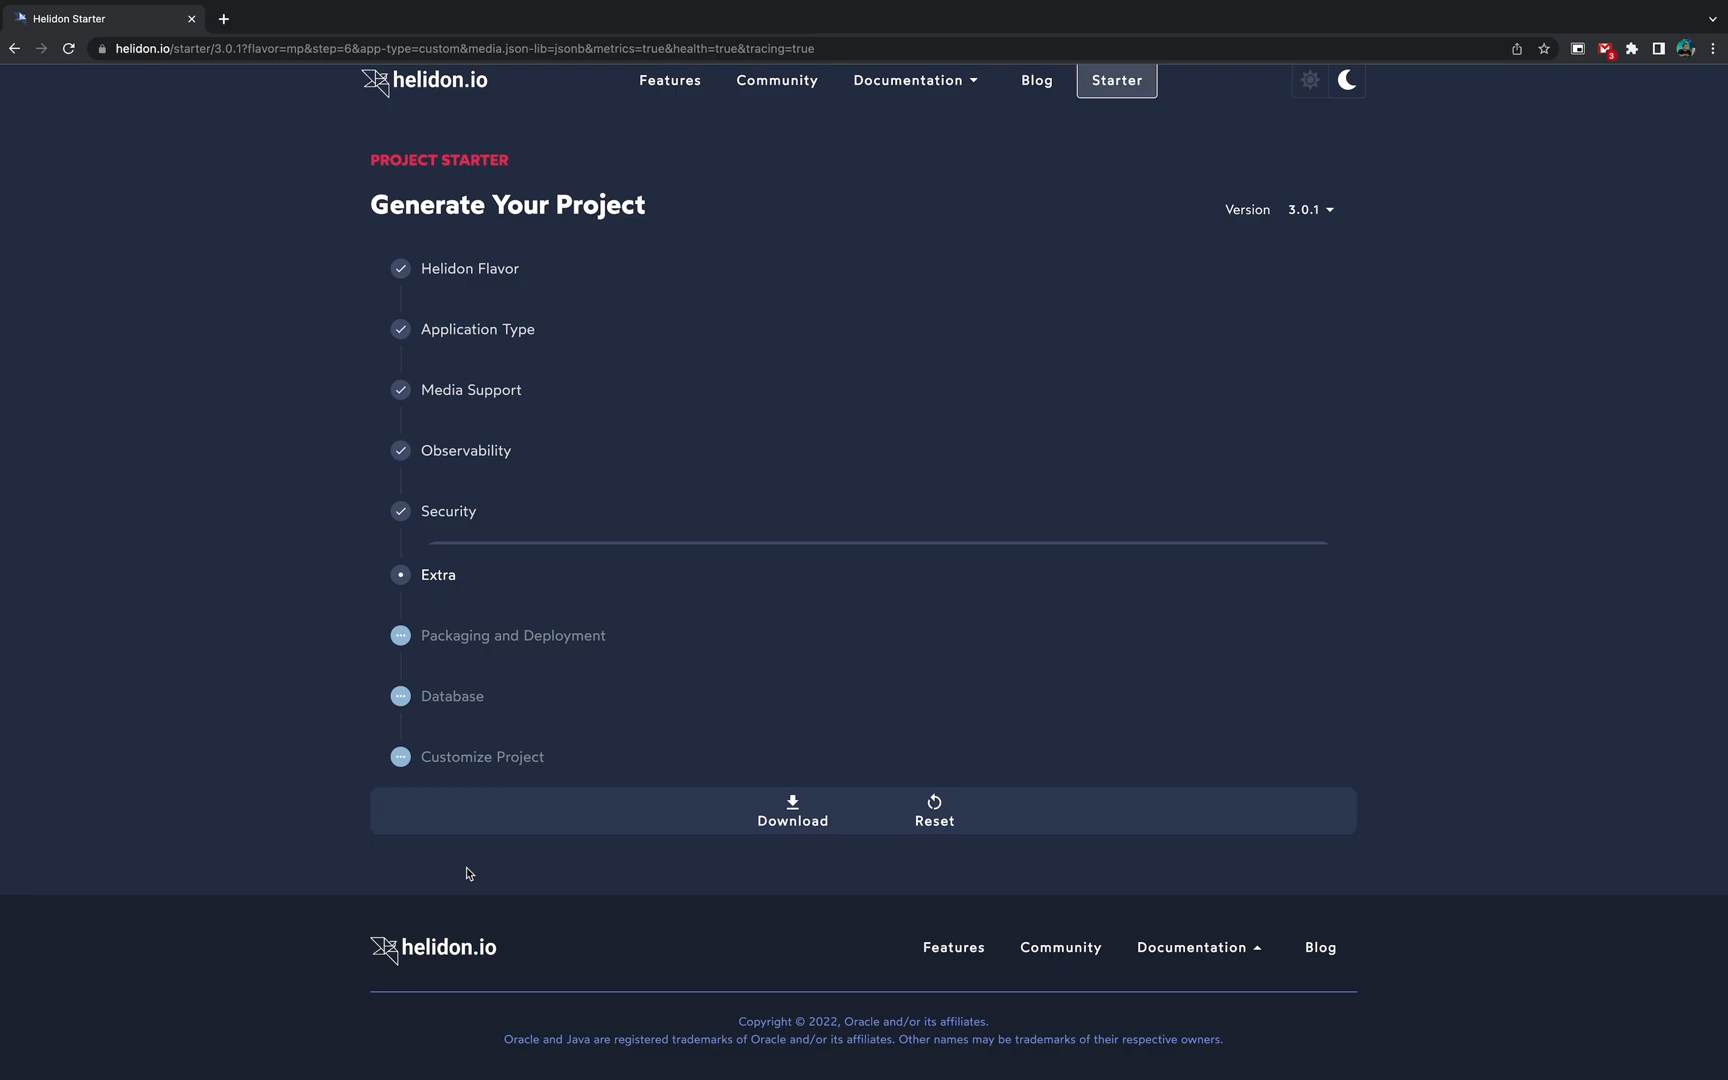 Helidon Starter
helidon.io/starter/3.0.1?flavor=mp&step=6&app-type=custom&media.json-lib=jsonb&metrics=true&health=true&tracing=true
3
helidon.io
Features Community Documentation Blog Starter
PROJECT STARTER
Generate Your Project
Version 3.0.1
Helidon Flavor
Application Type
Media Support
Observability
Security
Extra
Packaging and Deployment
Database
Customize Project
Download Reset
helidon.io
Features Community Documentation Blog
Copyright © 2022, Oracle and/or its affiliates.
Oracle and Java are registered trademarks of Oracle and/or its affiliates. Other names may be trademarks of their respective owners.